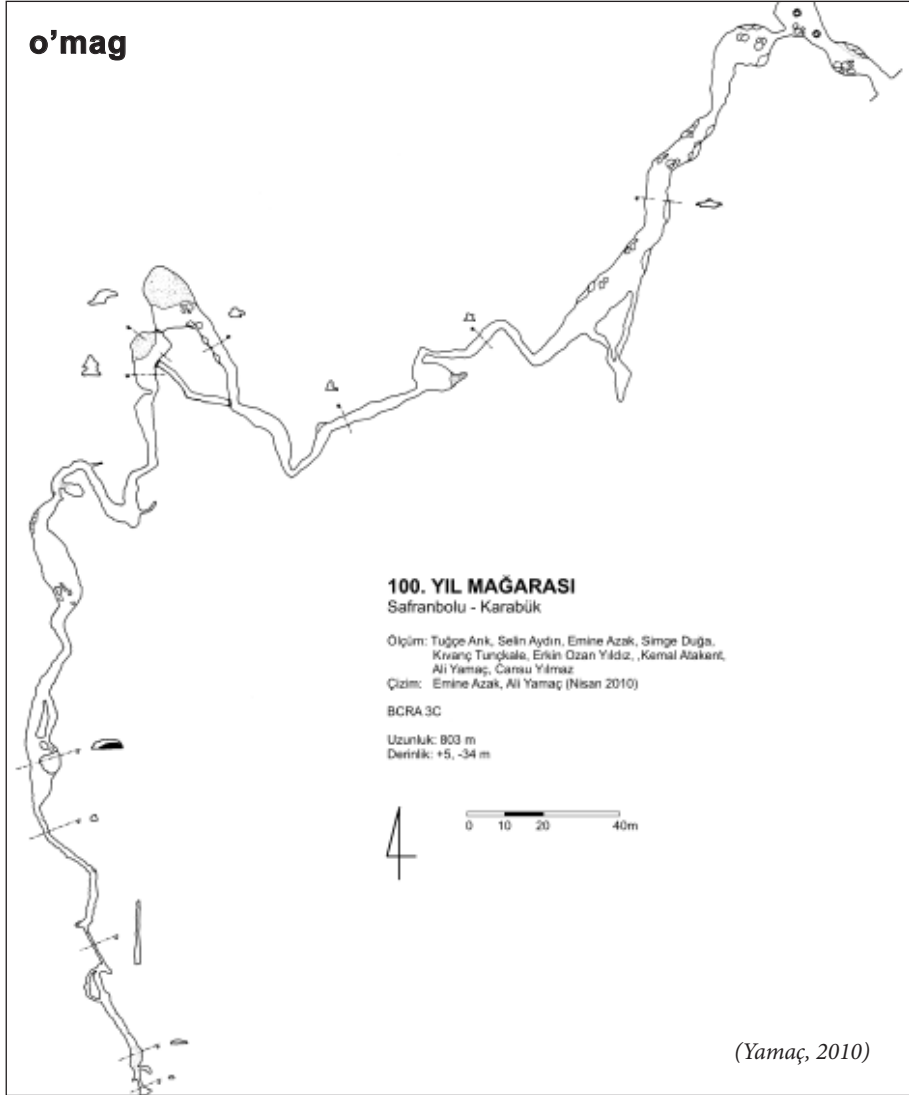 o’mag
100. YIL MAĞARASI
Safranbolu - Karabük
Ölçüm: Tuğçe Arık, Selin Aydın, Emine Azak, Simge Duğa,
Kıvanç Tunçkale, Erkin Ozan Yıldız, ,Kemal Atakent,
Ali Yamaç, Cansu Yılmaz
Çizim: Emine Azak, Ali Yamaç (Nisan 2010)
BCRA 3C
Uzunluk: 803 m
Derinlik: +5, -34 m
0 10 20 40m
(Yamaç, 2010)